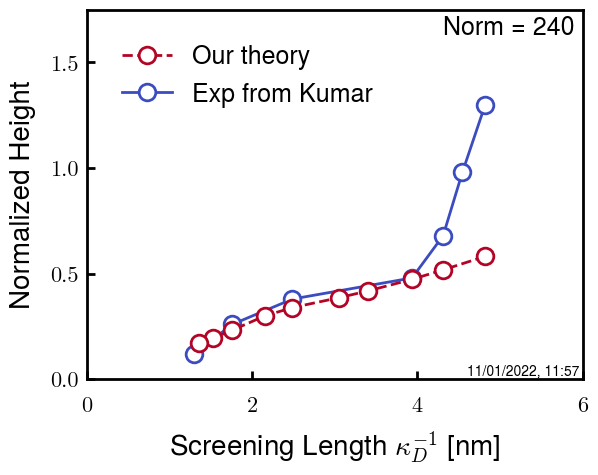 Norm = 240
Our theory
Exp from Kumar
Normalized Height
1.5
1.0
0.5
0.0
11/01/2022, 11:57
0 2 4 6
Screening Length κ_D^{-1} [nm]